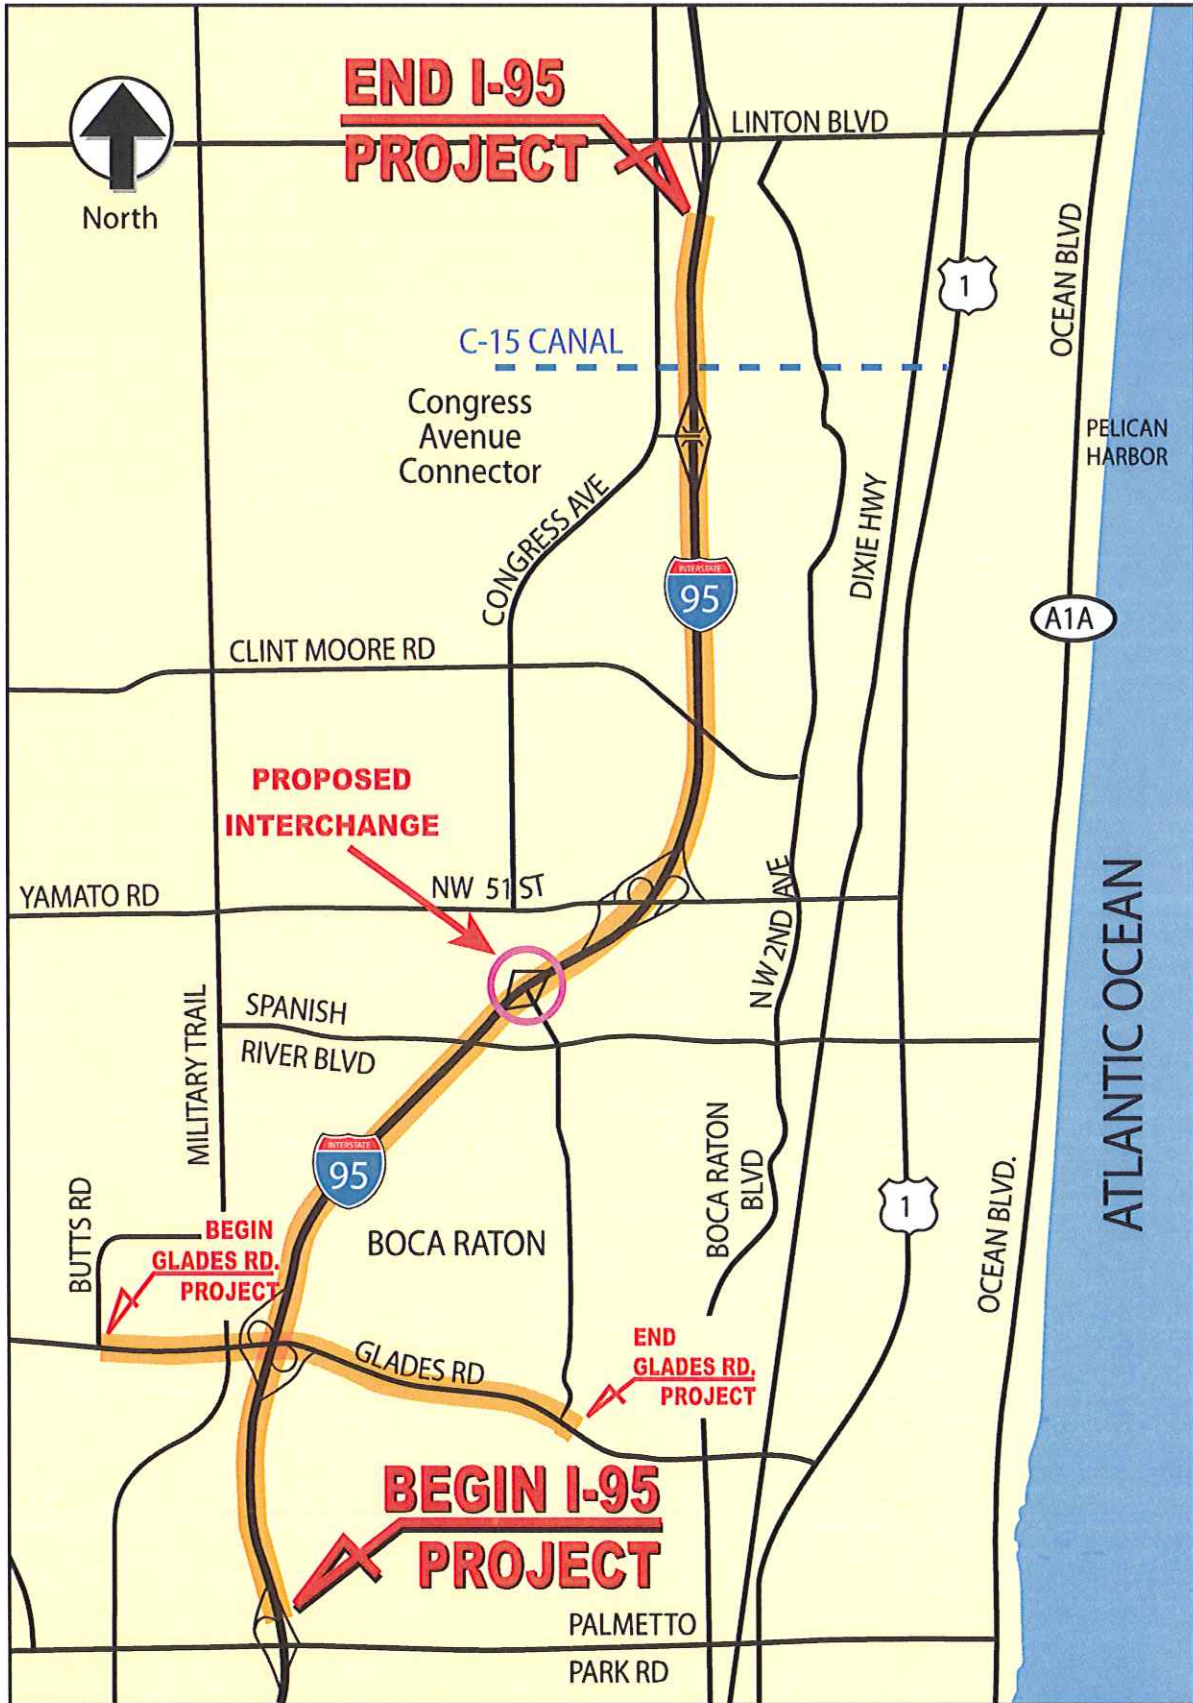 END I-95
PROJECT
LINTON BLVD
North
1
OCEAN BLVD
C-15 CANAL
Congress
Avenue
Connector
PELICAN
HARBOR
CONGRESS AVE
DIXIE HWY
INTERSTATE
95
A1A
CLINT MOORE RD
PROPOSED
INTERCHANGE
YAMATO RD
NW 51 ST
N W 2ND AVE
ATLANTIC OCEAN
MILITARY TRAIL
SPANISH
RIVER BLVD
INTERSTATE
95
BOCA RATON
BLVD
1
OCEAN BLVD.
BUTTS RD
BEGIN
GLADES RD.
PROJECT
BOCA RATON
GLADES RD
END
GLADES RD.
PROJECT
BEGIN I-95
PROJECT
PALMETTO
PARK RD